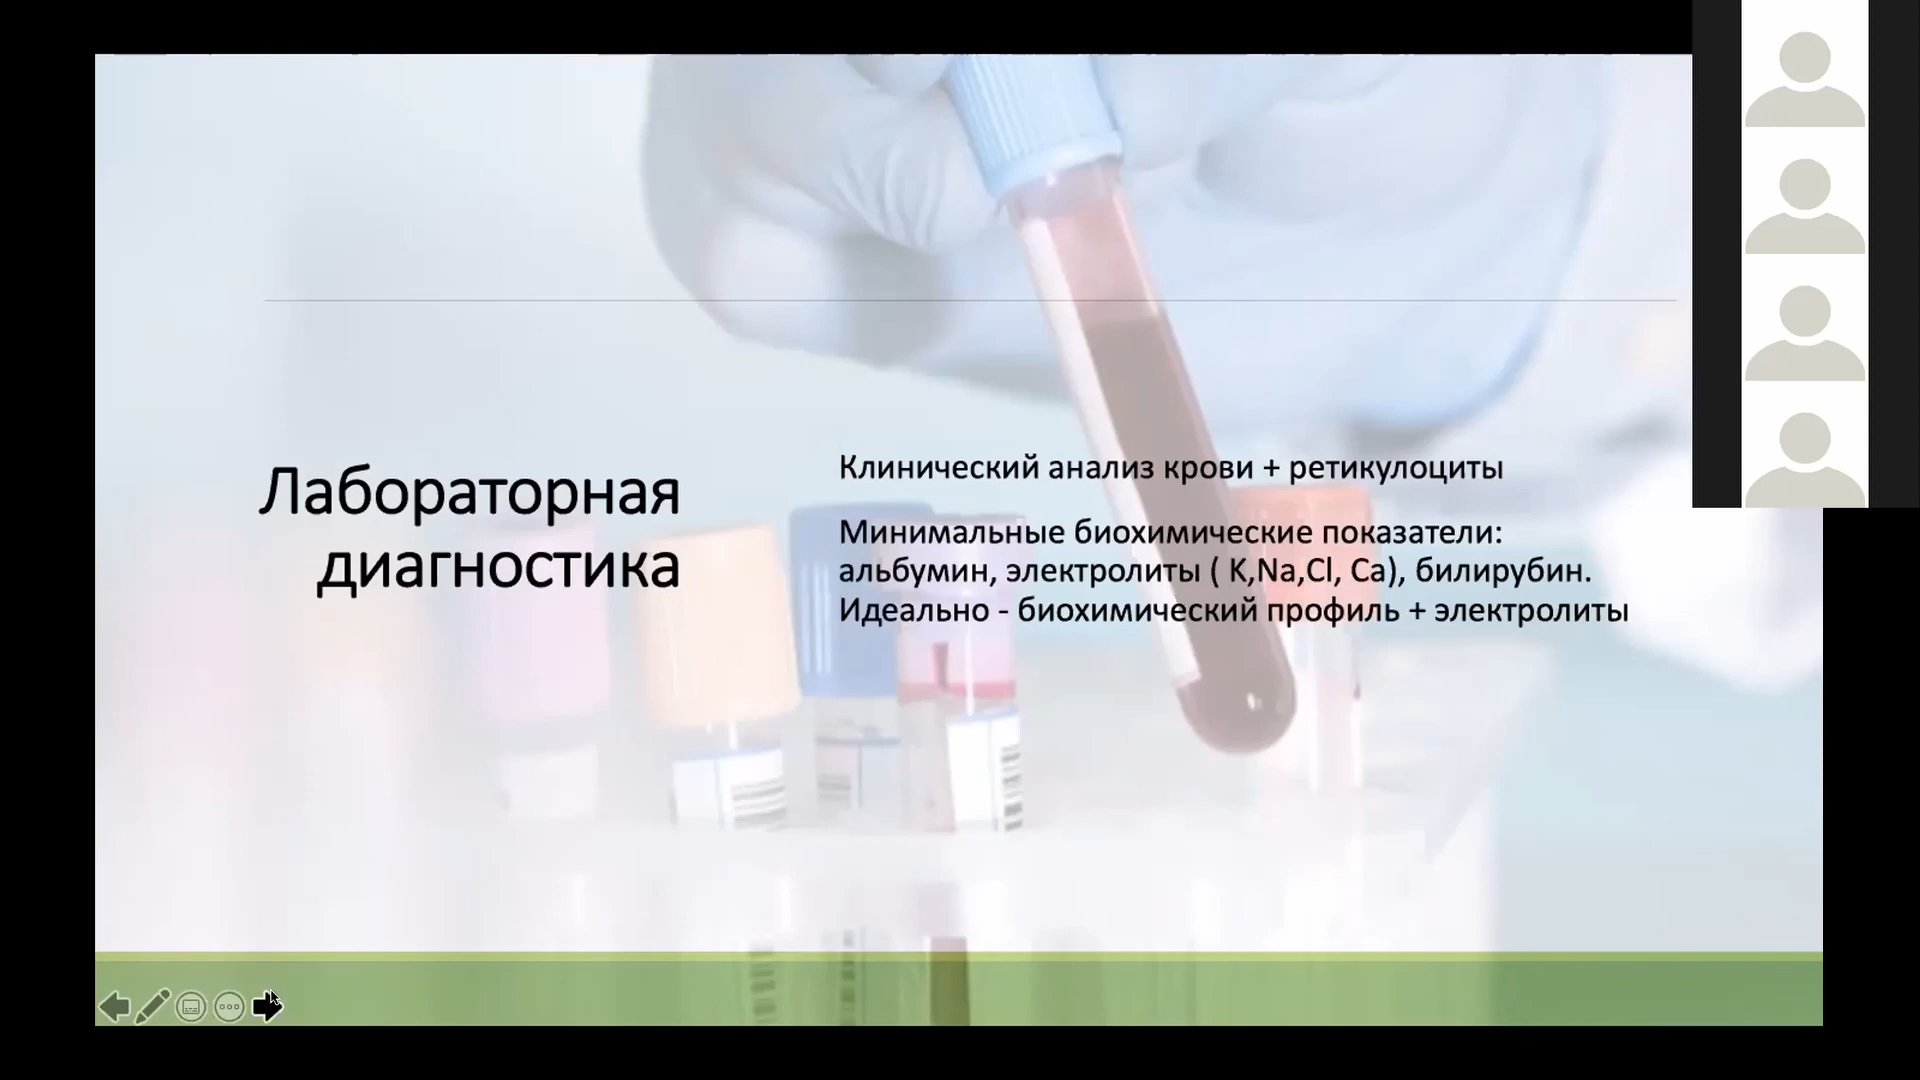 Лабораторная
диагностика
Клинический анализ крови + ретикулоциты
Минимальные биохимические показатели:
альбумин, электролиты ( K,Na,Cl, Ca), билирубин.
Идеально - биохимический профиль + электролиты